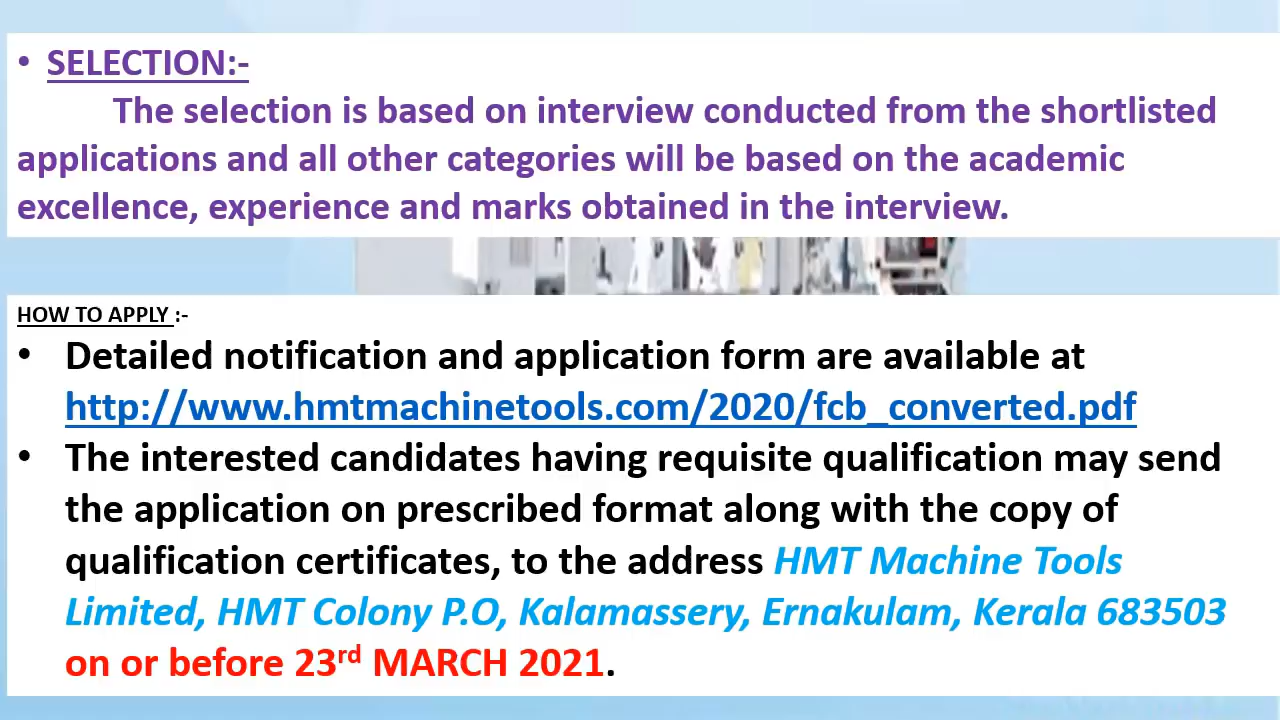 • SELECTION:-
The selection is based on interview conducted from the shortlisted
applications and all other categories will be based on the academic
excellence, experience and marks obtained in the interview.
HOW TO APPLY :-
• Detailed notification and application form are available at
http://www.hmtmachinetools.com/2020/fcb_converted.pdf
• The interested candidates having requisite qualification may send
the application on prescribed format along with the copy of
qualification certificates, to the address HMT Machine Tools
Limited, HMT Colony P.O, Kalamassery, Ernakulam, Kerala 683503
on or before 23rd MARCH 2021.